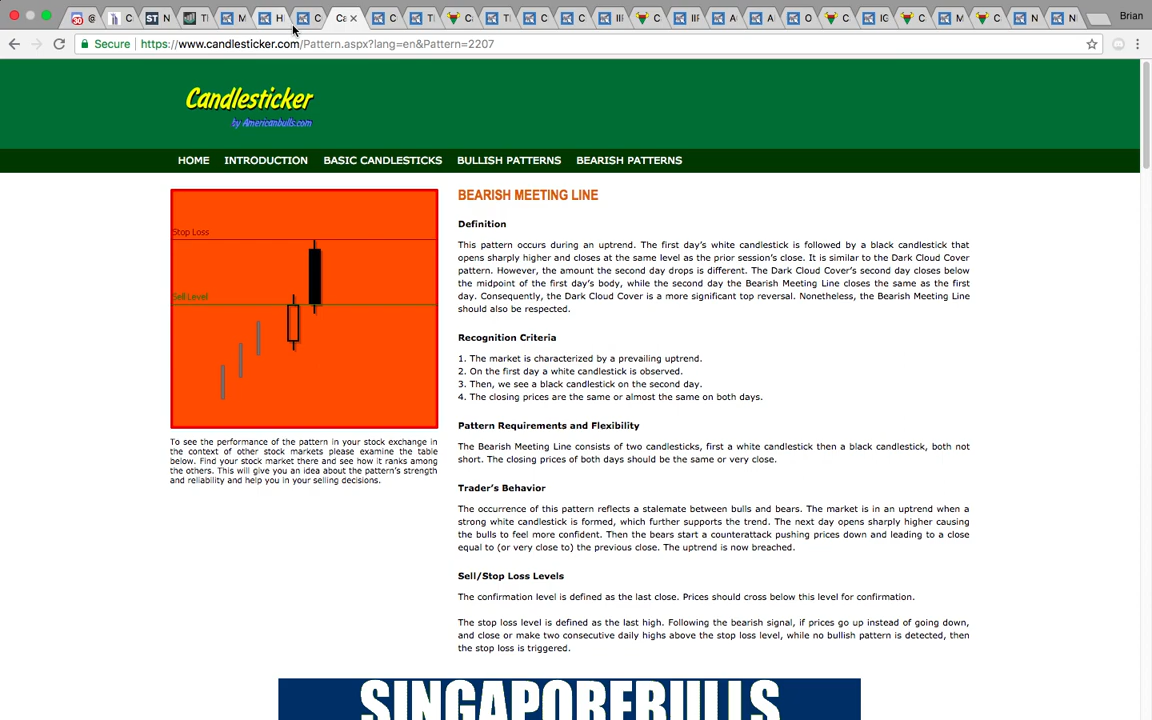 @
C
ST N
TI
M
H
C
Ca
C
TI
C
TI
C
C
III
C
III
A
A
O
C
IG
C
M
C
N
N
Brian
Secure https://www.candlesticker.com/Pattern.aspx?lang=en&Pattern=2207
Candlesticker
by Americanbulls.com
HOME INTRODUCTION BASIC CANDLESTICKS BULLISH PATTERNS BEARISH PATTERNS
Stop Loss
Sell Level
To see the performance of the pattern in your stock exchange in
the context of other stock markets please examine the table
below. Find your stock market there and see how it ranks among
the others. This will give you an idea about the pattern's strength
and reliability and help you in your selling decisions.
BEARISH MEETING LINE
Definition
This pattern occurs during an uptrend. The first day's white candlestick is followed by a black candlestick that
opens sharply higher and closes at the same level as the prior session's close. It is similar to the Dark Cloud Cover
pattern. However, the amount the second day drops is different. The Dark Cloud Cover's second day closes below
the midpoint of the first day's body, while the second day the Bearish Meeting Line closes the same as the first
day. Consequently, the Dark Cloud Cover is a more significant top reversal. Nonetheless, the Bearish Meeting Line
should also be respected.
Recognition Criteria
1. The market is characterized by a prevailing uptrend.
2. On the first day a white candlestick is observed.
3. Then, we see a black candlestick on the second day.
4. The closing prices are the same or almost the same on both days.
Pattern Requirements and Flexibility
The Bearish Meeting Line consists of two candlesticks, first a white candlestick then a black candlestick, both not
short. The closing prices of both days should be the same or very close.
Trader's Behavior
The occurrence of this pattern reflects a stalemate between bulls and bears. The market is in an uptrend when a
strong white candlestick is formed, which further supports the trend. The next day opens sharply higher causing
the bulls to feel more confident. Then the bears start a counterattack pushing prices down and leading to a close
equal to (or very close to) the previous close. The uptrend is now breached.
Sell/Stop Loss Levels
The confirmation level is defined as the last close. Prices should cross below this level for confirmation.
The stop loss level is defined as the last high. Following the bearish signal, if prices go up instead of going down,
and close or make two consecutive daily highs above the stop loss level, while no bullish pattern is detected, then
the stop loss is triggered.
SINGAPOREBULLS